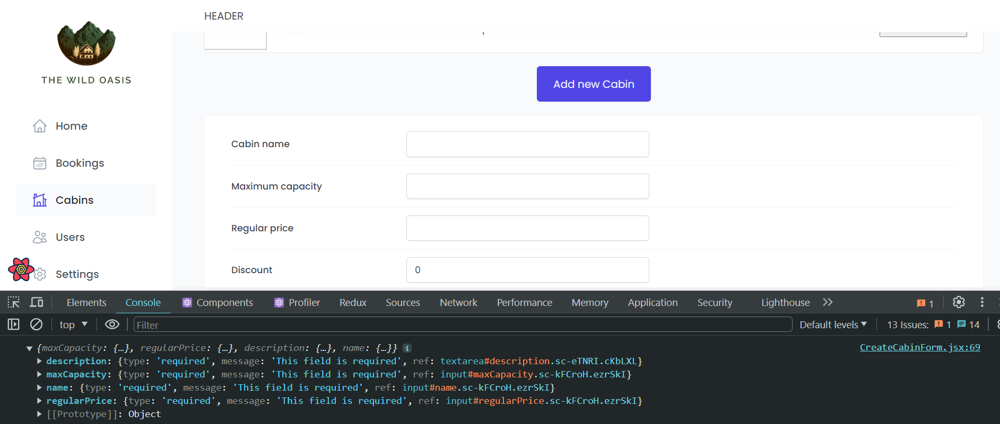 HEADER
THE WILD OASIS
Add new Cabin
Home
Bookings
Cabins
Users
Settings
Cabin name
Maximum capacity
Regular price
Discount
0
Elements Console Components Profiler Redux Sources Network Performance Memory Application Security Lighthouse 1
top Filter Default levels 13 Issues: 1 14
{maxCapacity: {…}, regularPrice: {…}, description: {…}, name: {…}} i CreateCabinForm.jsx:69
description: {type: 'required', message: 'This field is required', ref: textarea#description.sc-eTNRI.cKbLXL}
maxCapacity: {type: 'required', message: 'This field is required', ref: input#maxCapacity.sc-kFCroH.ezrSkI}
name: {type: 'required', message: 'This field is required', ref: input#name.sc-kFCroH.ezrSkI}
regularPrice: {type: 'required', message: 'This field is required', ref: input#regularPrice.sc-kFCroH.ezrSkI}
[[Prototype]]: Object